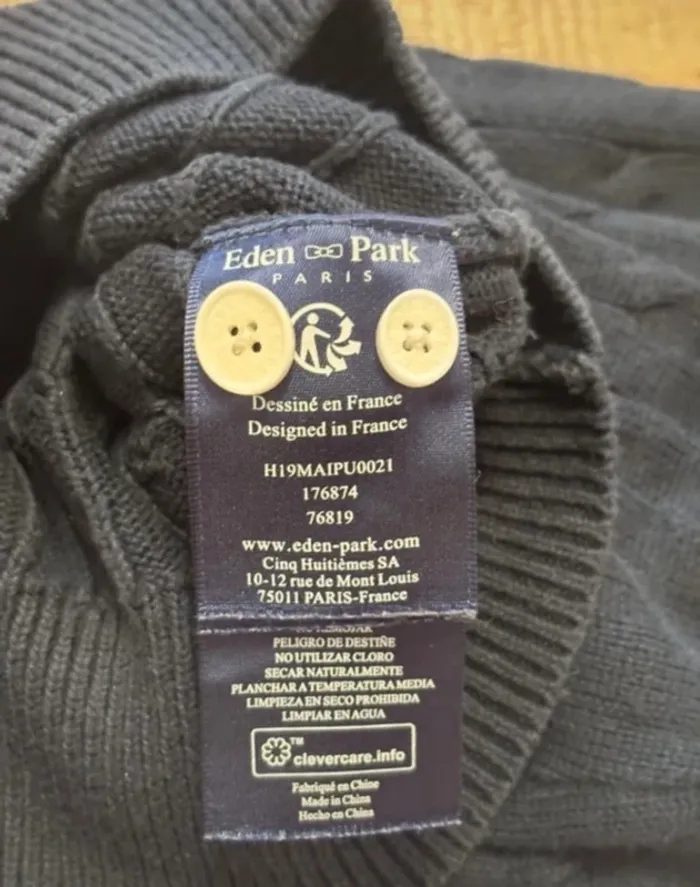 Eden Park
PARIS
Dessiné en France
Designed in France
H19MAIPU0021
176874
76819
www.eden-park.com
Cinq Huitièmes SA
10-12 rue de Mont Louis
75011 PARIS-France
NO REMOJAR
PELIGRO DE DESTIÑE
NO UTILIZAR CLORO
SECAR NATURALMENTE
PLANCHAR A TEMPERATURA MEDIA
LIMPIEZA EN SECO PROHIBIDA
LIMPIAR EN AGUA
TM
clevercare.info
Fabriqué en Chine
Made in China
Hecho en China